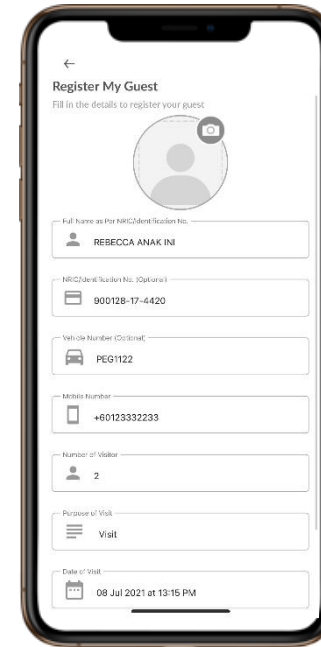 Register My Guest
Fill in the details to register your guest
Full Name as Per NRIC/Identification No.
REBECCA ANAK INI
NRIC/Identification No. (Optional)
900128-17-4420
Vehicle Number (Optional)
PEG1122
Mobile Number
+60123332233
Number of Visitor
2
Purpose of Visit
Visit
Date of Visit
08 Jul 2021 at 13:15 PM